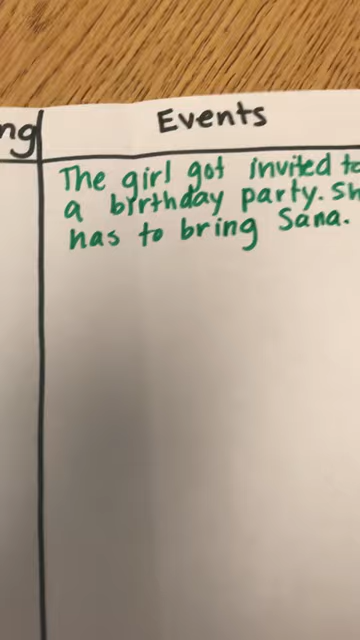 ng Events
The girl got invited to
a birthday party. Sh
has to bring Sana.